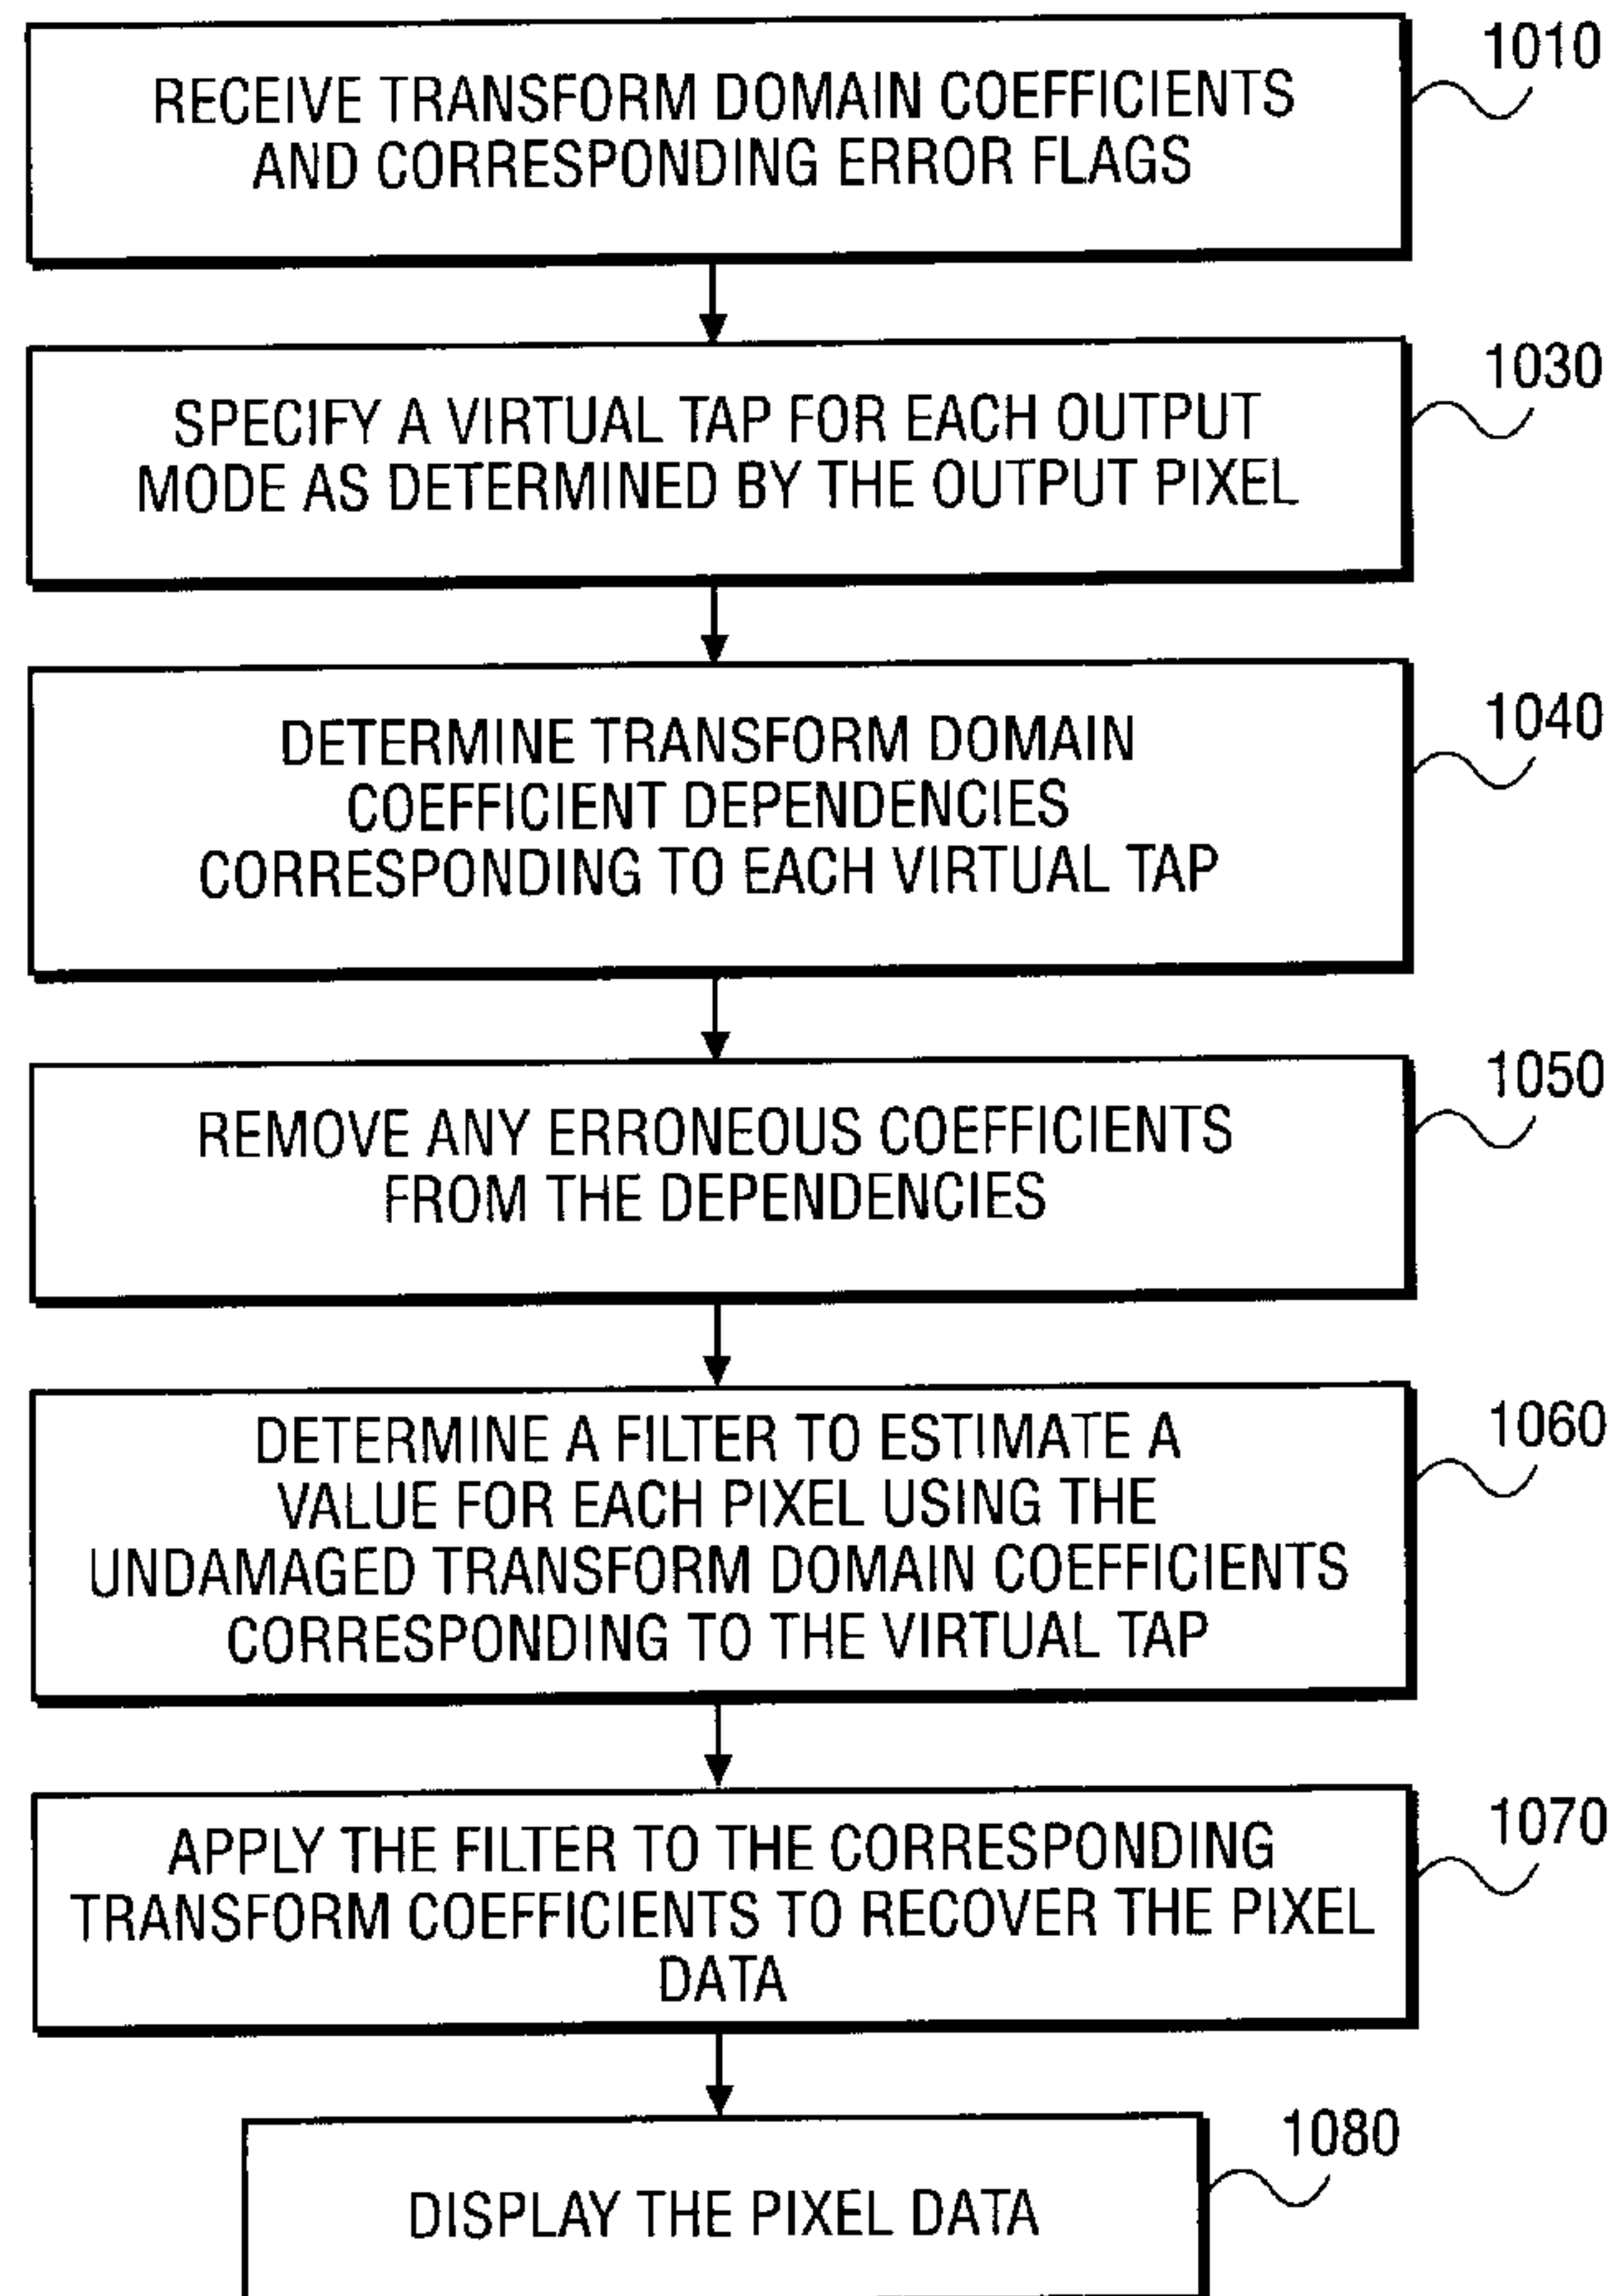 RECEIVE TRANSFORM DOMAIN COEFFICIENTS
AND CORRESPONDING ERROR FLAGS
1010
SPECIFY A VIRTUAL TAP FOR EACH OUTPUT
MODE AS DETERMINED BY THE OUTPUT PIXEL
1030
DETERMINE TRANSFORM DOMAIN
COEFFICIENT DEPENDENCIES
CORRESPONDING TO EACH VIRTUAL TAP
1040
REMOVE ANY ERRONEOUS COEFFICIENTS
FROM THE DEPENDENCIES
1050
DETERMINE A FILTER TO ESTIMATE A
VALUE FOR EACH PIXEL USING THE
UNDAMAGED TRANSFORM DOMAIN COEFFICIENTS
CORRESPONDING TO THE VIRTUAL TAP
1060
APPLY THE FILTER TO THE CORRESPONDING
TRANSFORM COEFFICIENTS TO RECOVER THE PIXEL
DATA
1070
DISPLAY THE PIXEL DATA
1080